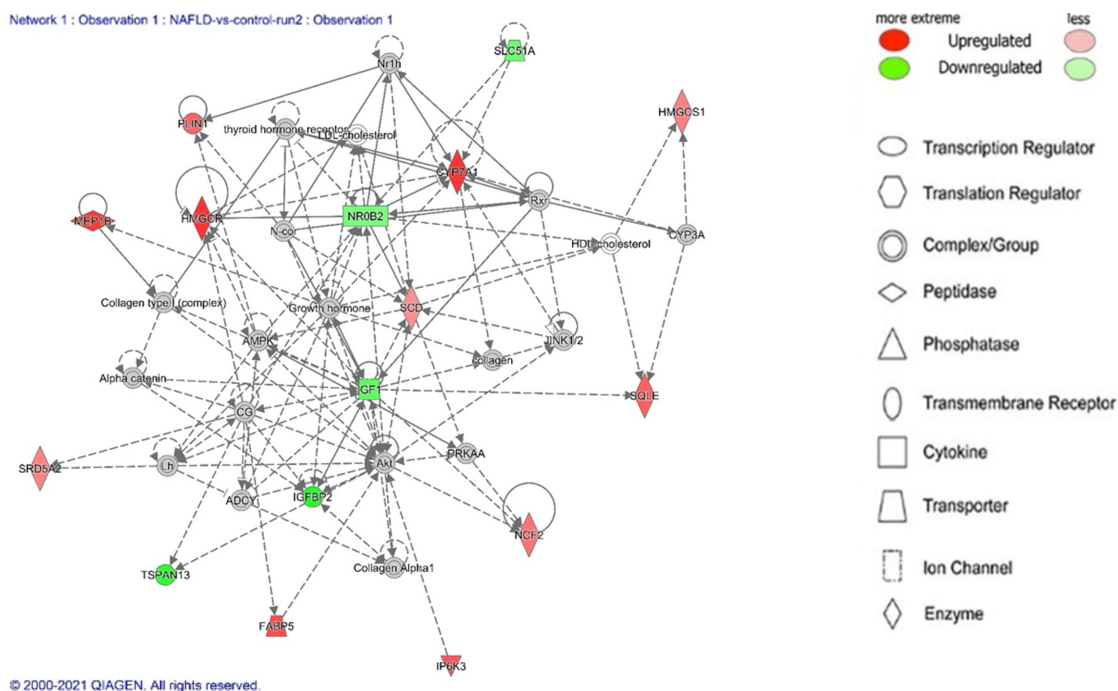 Network 1 : Observation 1 : NAFLD-vs-control-run2 : Observation 1
more extreme less
Upregulated
Downregulated
SLC51A
Nr1h
HMGCS1
PLIN1
thyroid hormone receptor
LDL-cholesterol
CYP7A1
Rxr
MEP1B
HMGCR
NR0B2
N-cor
HDL-cholesterol
CYP3A
Collagen type I (complex)
Growth hormone
SCD
AMPK
JINK1/2
collagen
Alpha catenin
IGF1
SQLE
CG
SRD5A2
Lh
Akt
PRKAA
ADCY
IGFBP2
NCF2
TSPAN13
Collagen Alpha1
FABP5
IP6K3
Transcription Regulator
Translation Regulator
Complex/Group
Peptidase
Phosphatase
Transmembrane Receptor
Cytokine
Transporter
Ion Channel
Enzyme
© 2000-2021 QIAGEN. All rights reserved.